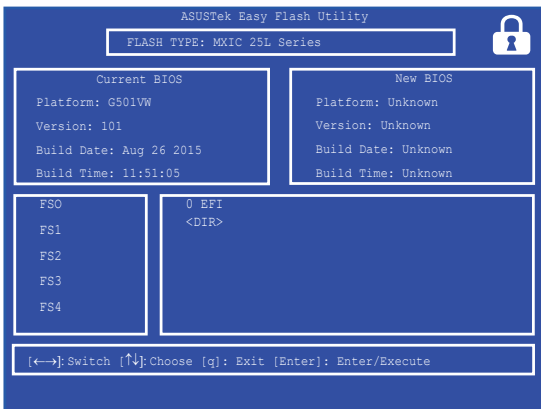 ASUSTek Easy Flash Utility
FLASH TYPE: MXIC 25L Series
Current BIOS
Platform: G501VW
Version: 101
Build Date: Aug 26 2015
Build Time: 11:51:05
New BIOS
Platform: Unknown
Version: Unknown
Build Date: Unknown
Build Time: Unknown
FSO
FS1
FS2
FS3
FS4
0 EFI
<DIR>
[←→]: Switch [↑↓]: Choose [q]: Exit [Enter]: Enter/Execute